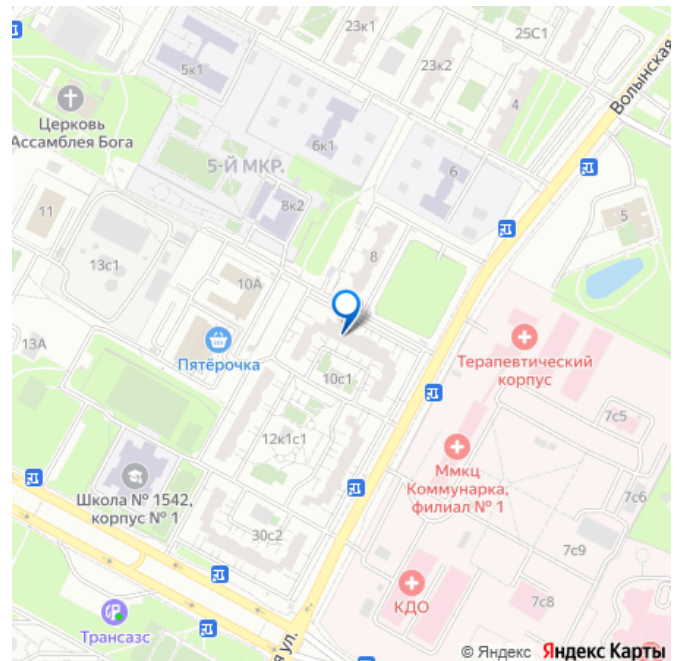 23к1
25С1
5к1
23к2
Волынская
4
Церковь
Ассамблея Бога
6к1
5-Й МКР.
6
8к2
11
5
8
13с1
10А
13А
Пятёрочка
Терапевтический
корпус
10с1
7с5
12к1с1
Ммкц
Коммунарка,
филиал № 1
Школа № 1542,
корпус № 1
7с6
30с2
7с9
КДО
7с8
Трансазс
я ул.
© Яндекс Яндекс Карты